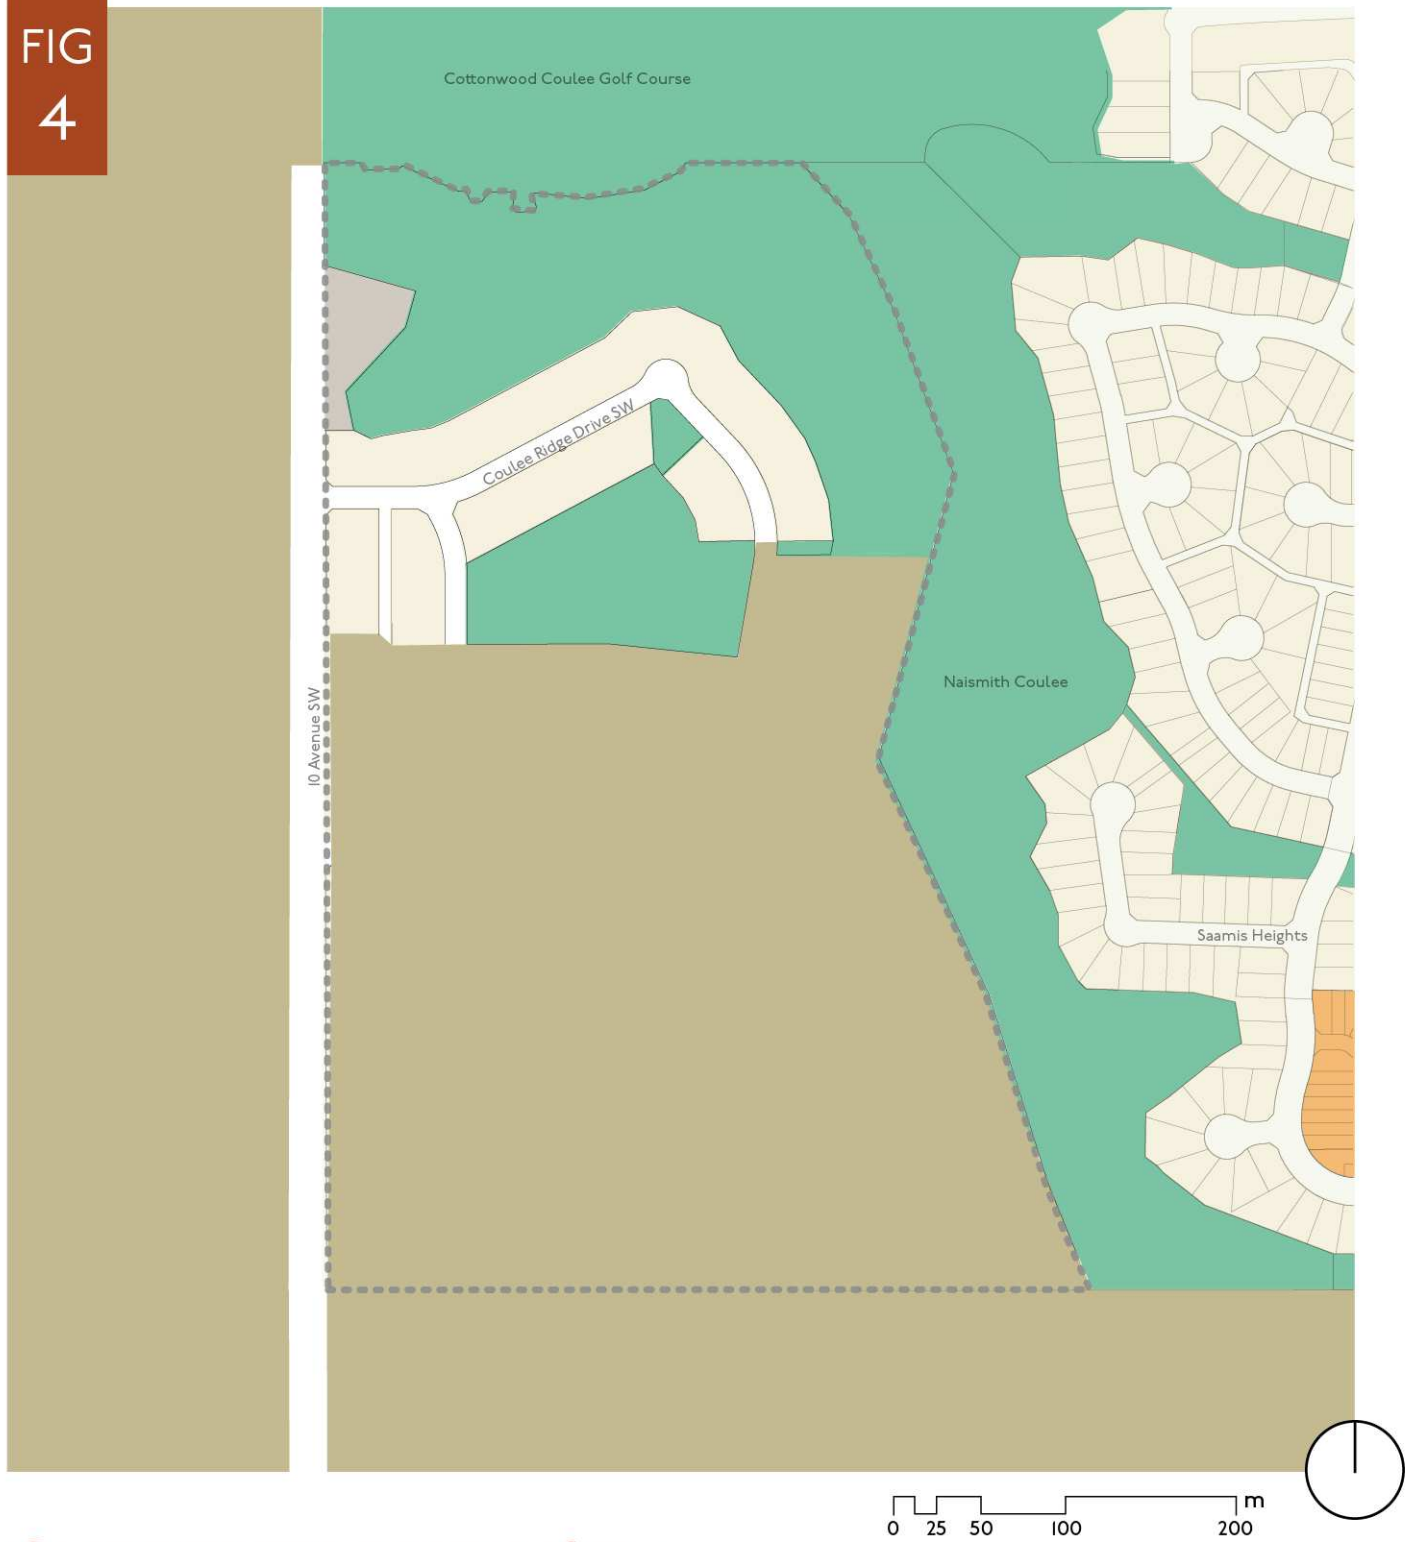 FIG
4
Cottonwood Coulee Golf Course
Coulee Ridge Drive SW
Naismith Coulee
10 Avenue SW
Saamis Heights
m
0 25 50 100 200